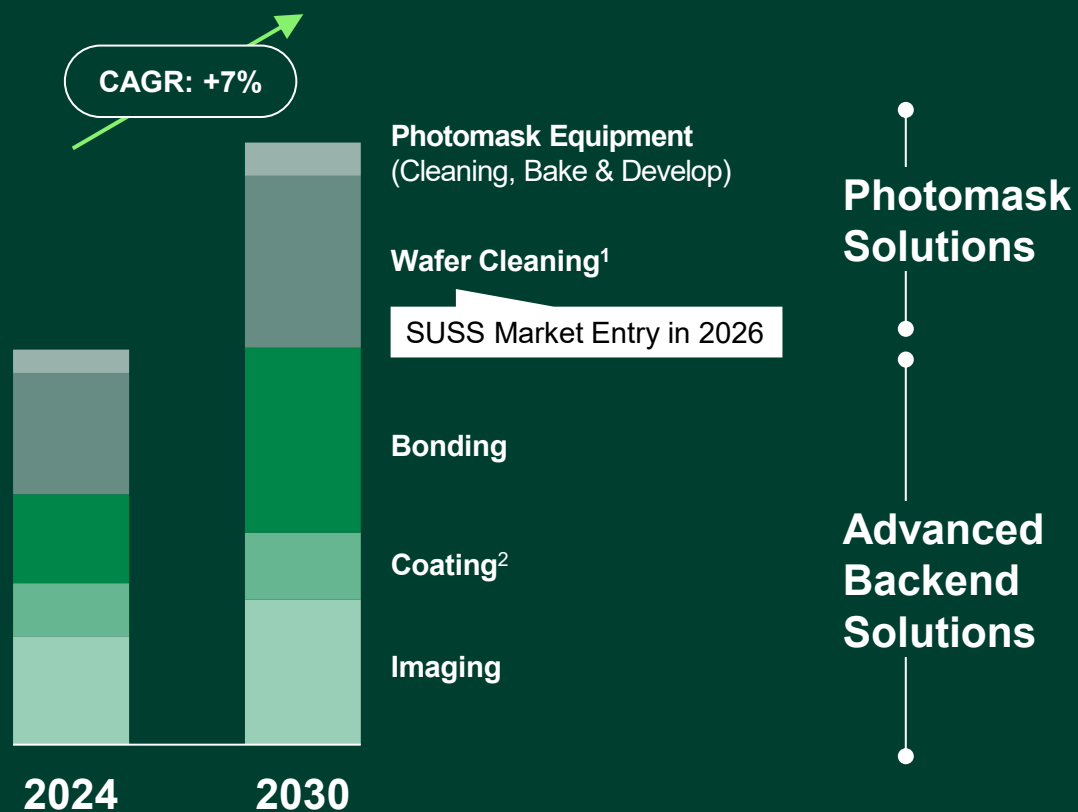 CAGR: +7%
Photomask Equipment
(Cleaning, Bake & Develop)
Wafer Cleaning¹
SUSS Market Entry in 2026
Bonding
Coating²
Imaging
Photomask
Solutions
Advanced
Backend
Solutions
2024
2030